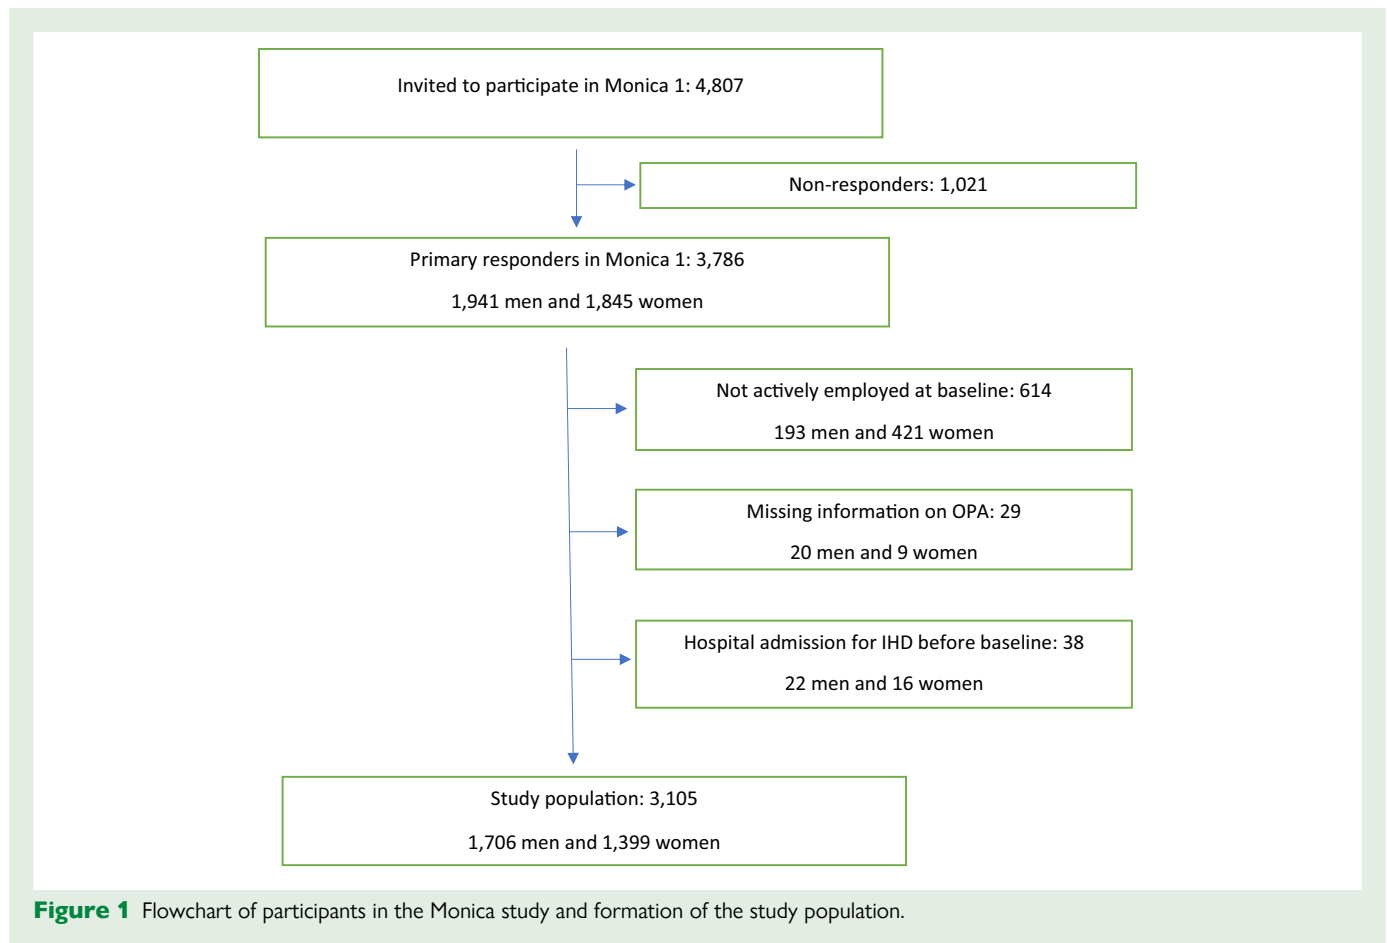 Invited to participate in Monica 1: 4,807
Non-responders: 1,021
Primary responders in Monica 1: 3,786
1,941 men and 1,845 women
Not actively employed at baseline: 614
193 men and 421 women
Missing information on OPA: 29
20 men and 9 women
Hospital admission for IHD before baseline: 38
22 men and 16 women
Study population: 3,105
1,706 men and 1,399 women
Figure 1 Flowchart of participants in the Monica study and formation of the study population.